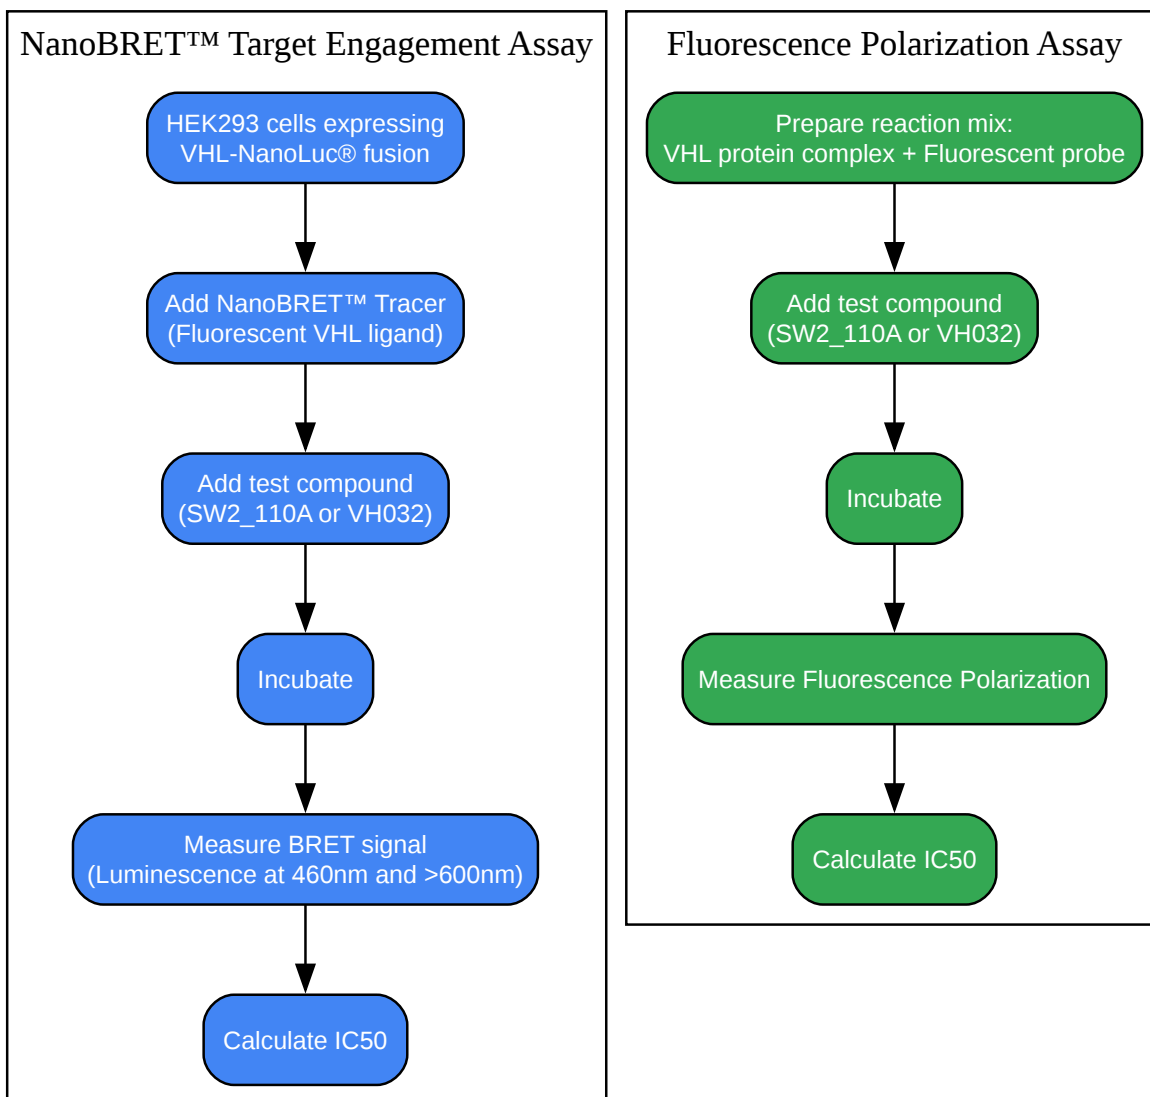 NanoBRET™ Target Engagement Assay
HEK293 cells expressing
VHL-NanoLuc® fusion
Add NanoBRET™ Tracer
(Fluorescent VHL ligand)
Add test compound
(SW2_110A or VH032)
Incubate
Measure BRET signal
(Luminescence at 460nm and >600nm)
Calculate IC50
Fluorescence Polarization Assay
Prepare reaction mix:
VHL protein complex + Fluorescent probe
Add test compound
(SW2_110A or VH032)
Incubate
Measure Fluorescence Polarization
Calculate IC50